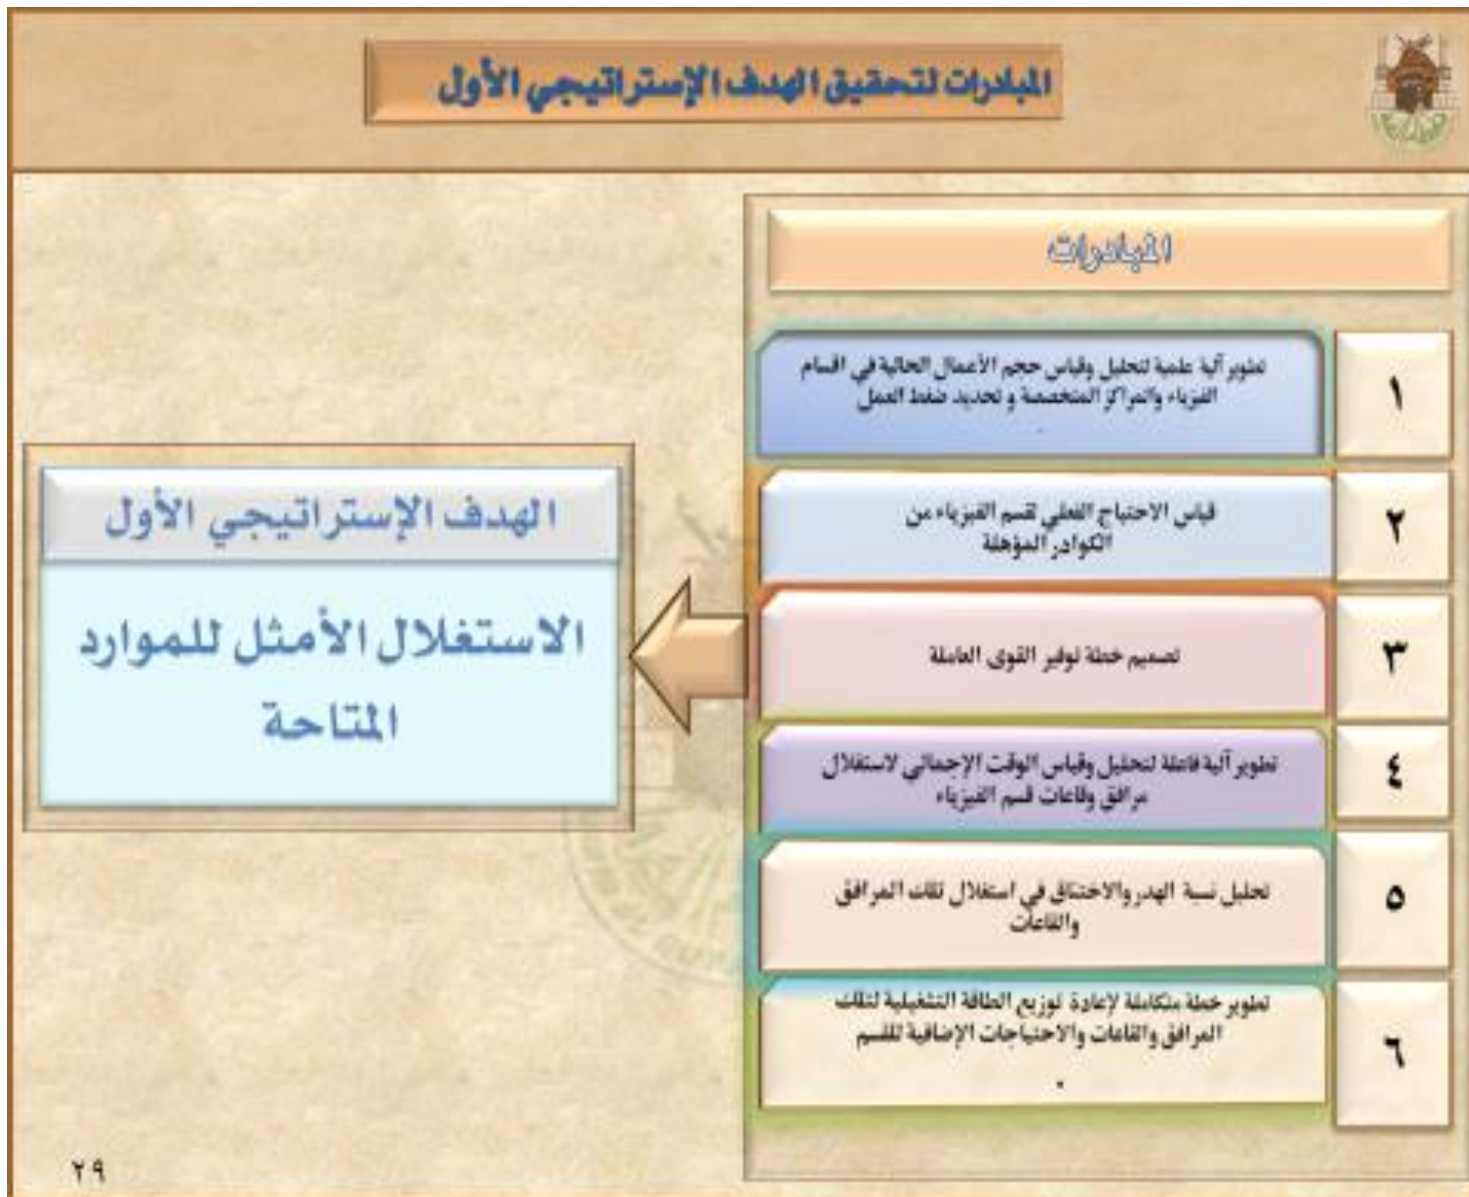 المبادرات لتحقيق الهدف الإستراتيجي الأول
المبادرات
١
تطوير آلية علمية لتحليل وقياس حجم الأعمال الحالية في اقسام
الفيزياء والمراكز المتخصصة و تحديد ضغط العمل
.
٢
قياس الاحتياج الفعلي لقسم الفيزياء من
الكوادر المؤهلة
٣
تصميم خطة توفير القوى العاملة
٤
تطوير آلية فاعلة لتحليل وقياس الوقت الإجمالي لاستغلال
مرافق وقاعات قسم الفيزياء
٥
تحليل نسبة الهدر والاختناق في استغلال تلك المرافق
والقاعات
٦
تطوير خطة متكاملة لإعادة توزيع الطاقة التشغيلية لتلك
المرافق والقاعات والاحتياجات الإضافية للقسم
.
الهدف الإستراتيجي الأول
الاستغلال الأمثل للموارد
المتاحة
٢٩